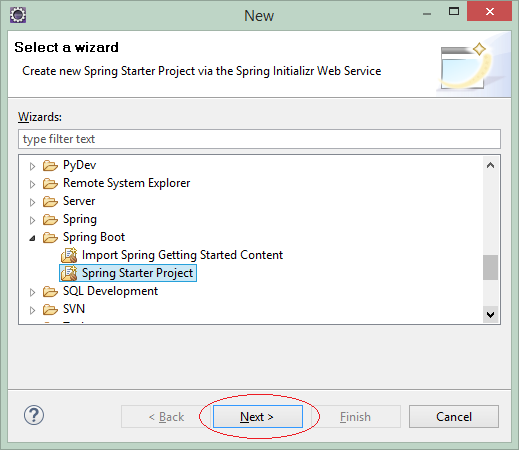 New
Select a wizard
Create new Spring Starter Project via the Spring Initializr Web Service
Wizards:
type filter text
PyDev
Remote System Explorer
Server
Spring
Spring Boot
Import Spring Getting Started Content
Spring Starter Project
SQL Development
SVN
< Back
Next >
Finish
Cancel